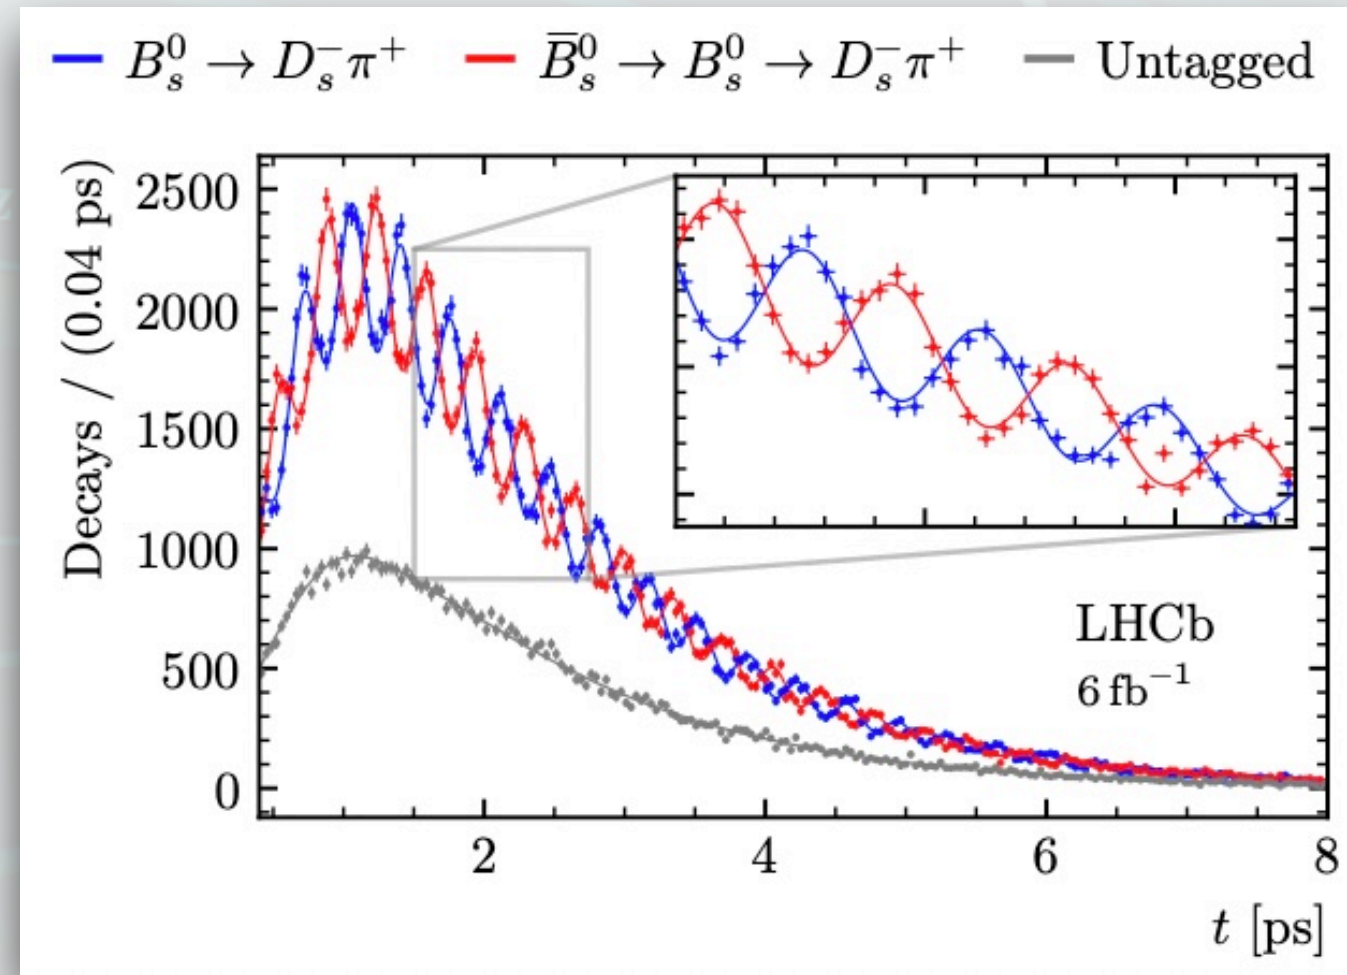 B⁰ₛ → D⁻ₛπ⁺ B̄⁰ₛ → B⁰ₛ → D⁻ₛπ⁺ Untagged
Decays / (0.04 ps)
2500
2000
1500
1000
500
0
LHCb
6 fb⁻¹
2 4 6 8
t [ps]